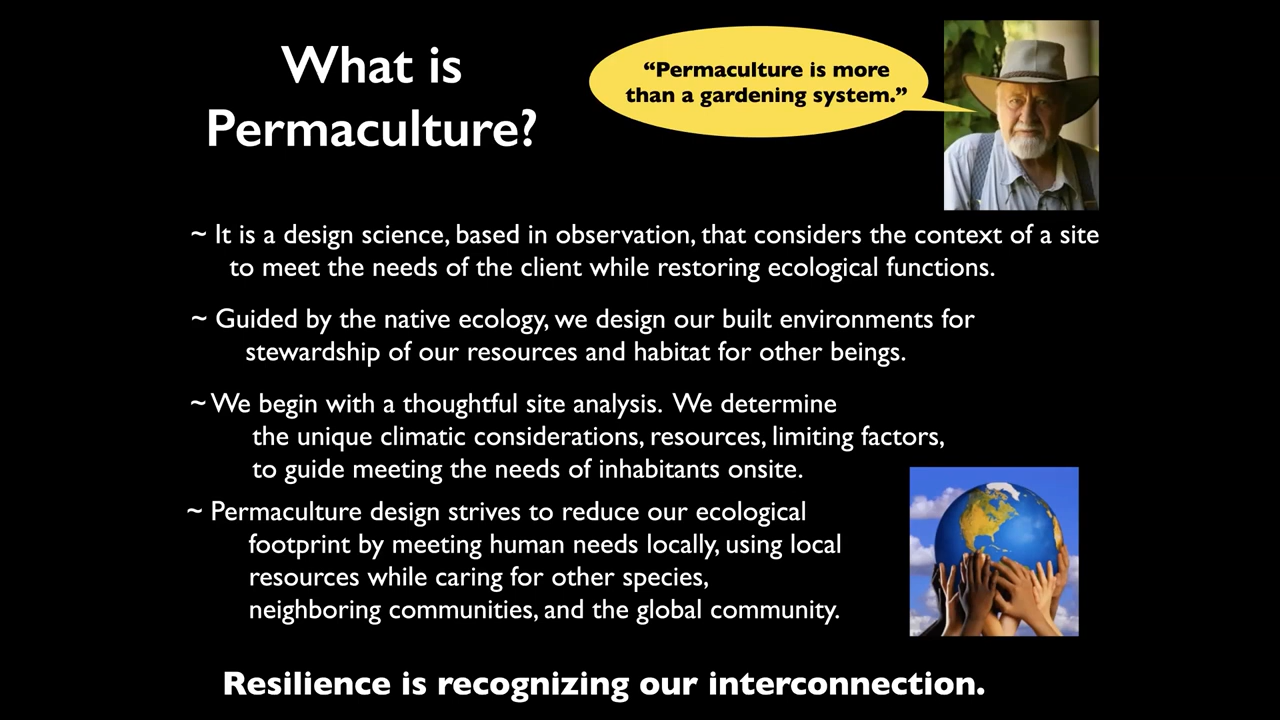 What is
Permaculture?
“Permaculture is more
than a gardening system.”
~ It is a design science, based in observation, that considers the context of a site
to meet the needs of the client while restoring ecological functions.
~ Guided by the native ecology, we design our built environments for
stewardship of our resources and habitat for other beings.
~ We begin with a thoughtful site analysis. We determine
the unique climatic considerations, resources, limiting factors,
to guide meeting the needs of inhabitants onsite.
~ Permaculture design strives to reduce our ecological
footprint by meeting human needs locally, using local
resources while caring for other species,
neighboring communities, and the global community.
Resilience is recognizing our interconnection.